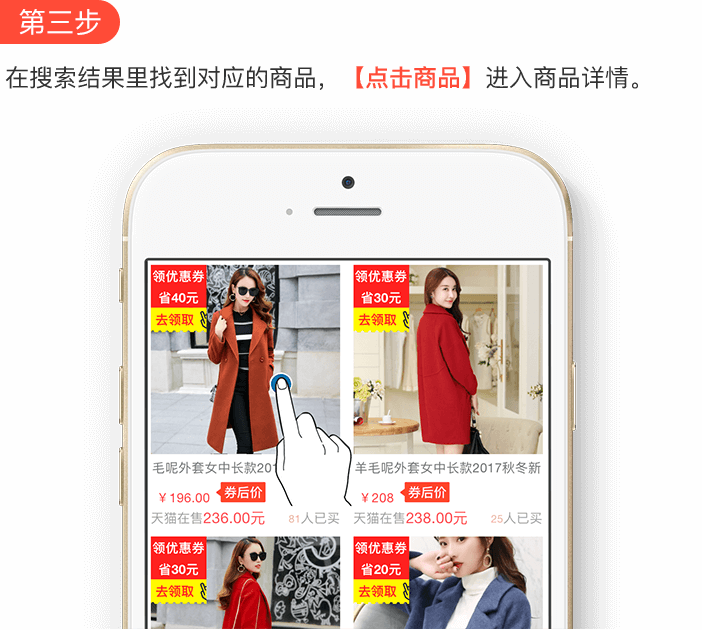 第三步
在搜索结果里找到对应的商品，【点击商品】进入商品详情。
领优惠券
省40元
去领取
领优惠券
省30元
去领取
毛呢外套女中长款201
羊毛呢外套女中长款2017秋冬新
￥196.00 券后价
￥208 券后价
天猫在售236.00元 81人已买
天猫在售238.00元 25人已买
领优惠券
省30元
去领取
领优惠券
省20元
去领取